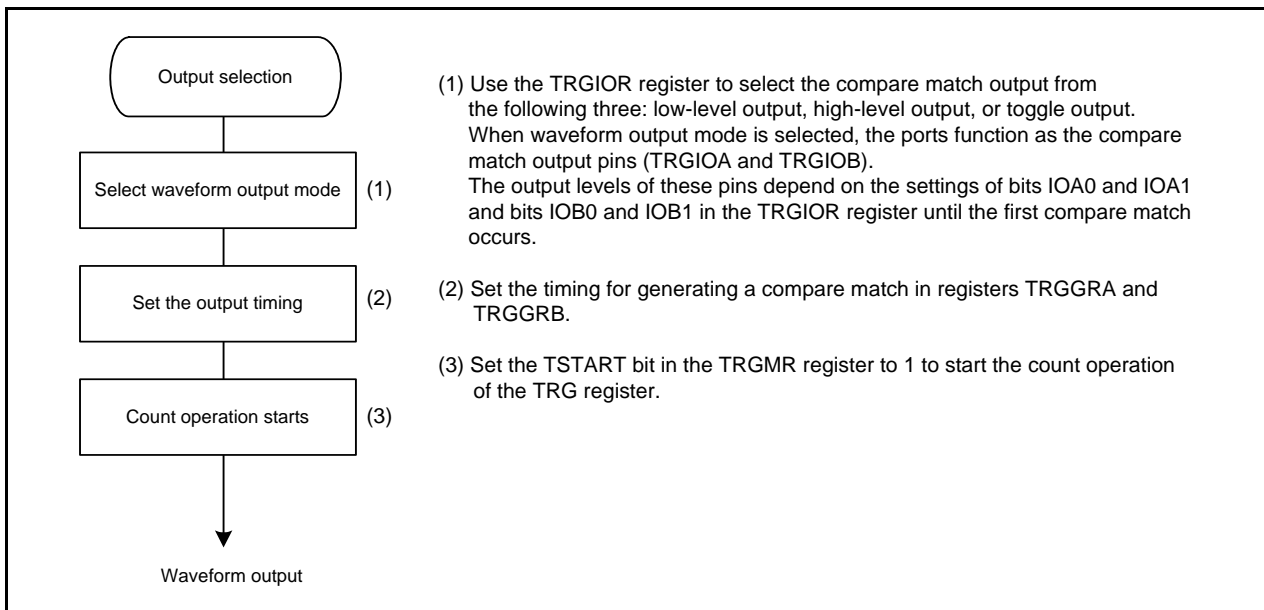 Output selection
Select waveform output mode
(1)
Set the output timing
(2)
Count operation starts
(3)
Waveform output
(1) Use the TRGIOR register to select the compare match output from
the following three: low-level output, high-level output, or toggle output.
When waveform output mode is selected, the ports function as the compare
match output pins (TRGIOA and TRGIOB).
The output levels of these pins depend on the settings of bits IOA0 and IOA1
and bits IOB0 and IOB1 in the TRGIOR register until the first compare match
occurs.
(2) Set the timing for generating a compare match in registers TRGGRA and
TRGGRB.
(3) Set the TSTART bit in the TRGMR register to 1 to start the count operation
of the TRG register.